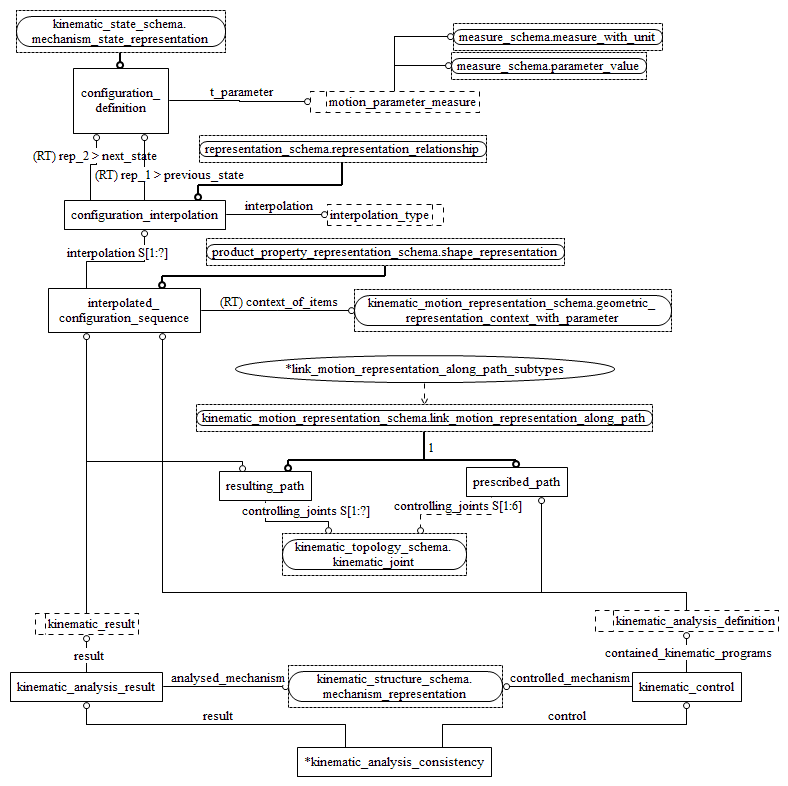 kinematic_state_schema.
mechanism_state_representation
measure_schema.measure_with_unit
measure_schema.parameter_value
configuration_
definition
t_parameter
motion_parameter_measure
representation_schema.representation_relationship
(RT) rep_2 > next_state
(RT) rep_1 > previous_state
configuration_interpolation
interpolation
interpolation_type
interpolation S[1:?]
product_property_representation_schema.shape_representation
interpolated_
configuration_sequence
(RT) context_of_items
kinematic_motion_representation_schema.geometric_
representation_context_with_parameter
*link_motion_representation_along_path_subtypes
kinematic_motion_representation_schema.link_motion_representation_along_path
1
resulting_path
prescribed_path
controlling_joints S[1:?]
controlling_joints S[1:6]
kinematic_topology_schema.
kinematic_joint
kinematic_result
kinematic_analysis_definition
result
contained_kinematic_programs
kinematic_analysis_result
analysed_mechanism
kinematic_structure_schema.
mechanism_representation
controlled_mechanism
kinematic_control
result
control
*kinematic_analysis_consistency